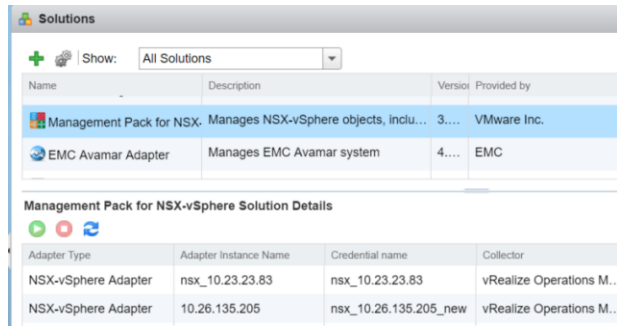 Solutions
Show: All Solutions
Name Description Version Provided by
Management Pack for NSX- Manages NSX-vSphere objects, inclu... 3.... VMware Inc.
EMC Avamar Adapter Manages EMC Avamar system 4.... EMC
Management Pack for NSX-vSphere Solution Details
Adapter Type Adapter Instance Name Credential name Collector
NSX-vSphere Adapter nsx_10.23.23.83 nsx_10.23.23.83 vRealize Operations M...
NSX-vSphere Adapter 10.26.135.205 nsx_10.26.135.205_new vRealize Operations M...